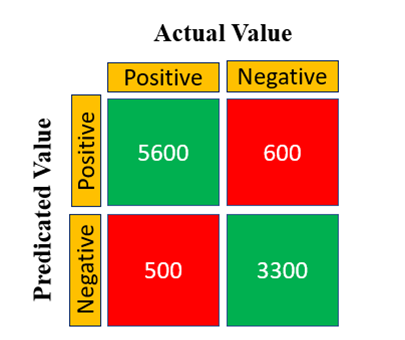 Actual Value
Positive Negative
Predicated Value
Positive
5600 600
Negative
500 3300